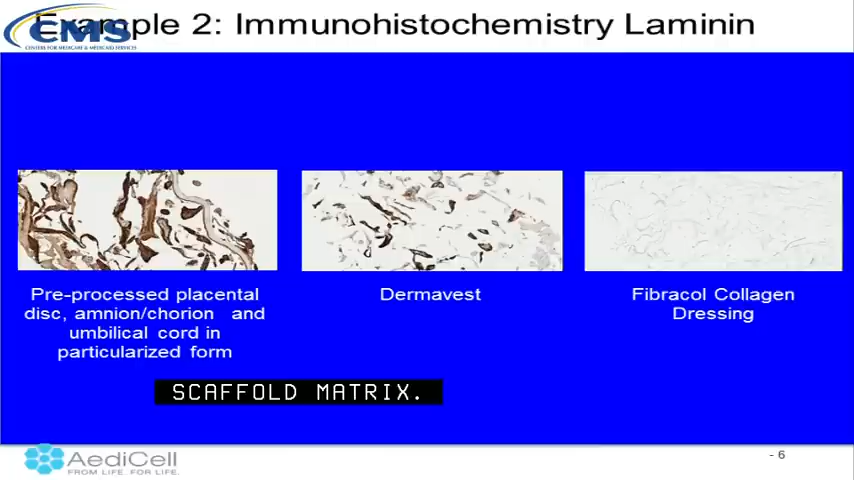 Example 2: Immunohistochemistry Laminin
CMS
CENTERS FOR MEDICARE & MEDICAID SERVICES
Pre-processed placental
disc, amnion/chorion and
umbilical cord in
particularized form
Dermavest
Fibracol Collagen
Dressing
SCAFFOLD MATRIX.
AediCell
FROM LIFE. FOR LIFE.
- 6